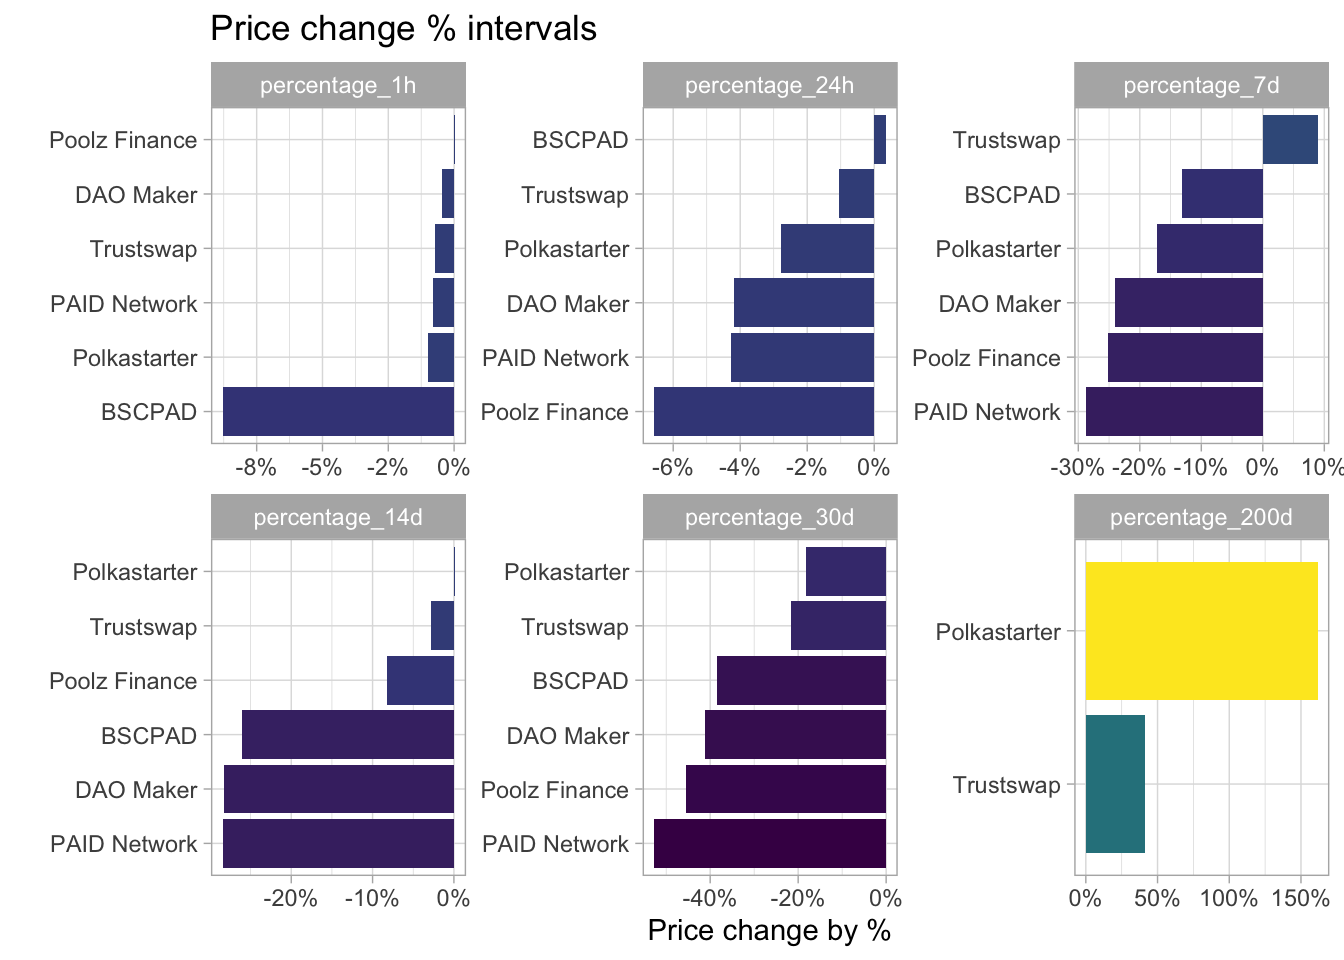 Price change % intervals
percentage_1h
Poolz Finance
DAO Maker
Trustswap
PAID Network
Polkastarter
BSCPAD
-8% -5% -2% 0%
percentage_24h
BSCPAD
Trustswap
Polkastarter
DAO Maker
PAID Network
Poolz Finance
-6% -4% -2% 0%
percentage_7d
Trustswap
BSCPAD
Polkastarter
DAO Maker
Poolz Finance
PAID Network
-30% -20% -10% 0% 10%
percentage_14d
Polkastarter
Trustswap
Poolz Finance
BSCPAD
DAO Maker
PAID Network
-20% -10% 0%
percentage_30d
Polkastarter
Trustswap
BSCPAD
DAO Maker
Poolz Finance
PAID Network
-40% -20% 0%
percentage_200d
Polkastarter
Trustswap
0% 50% 100% 150%
Price change by %